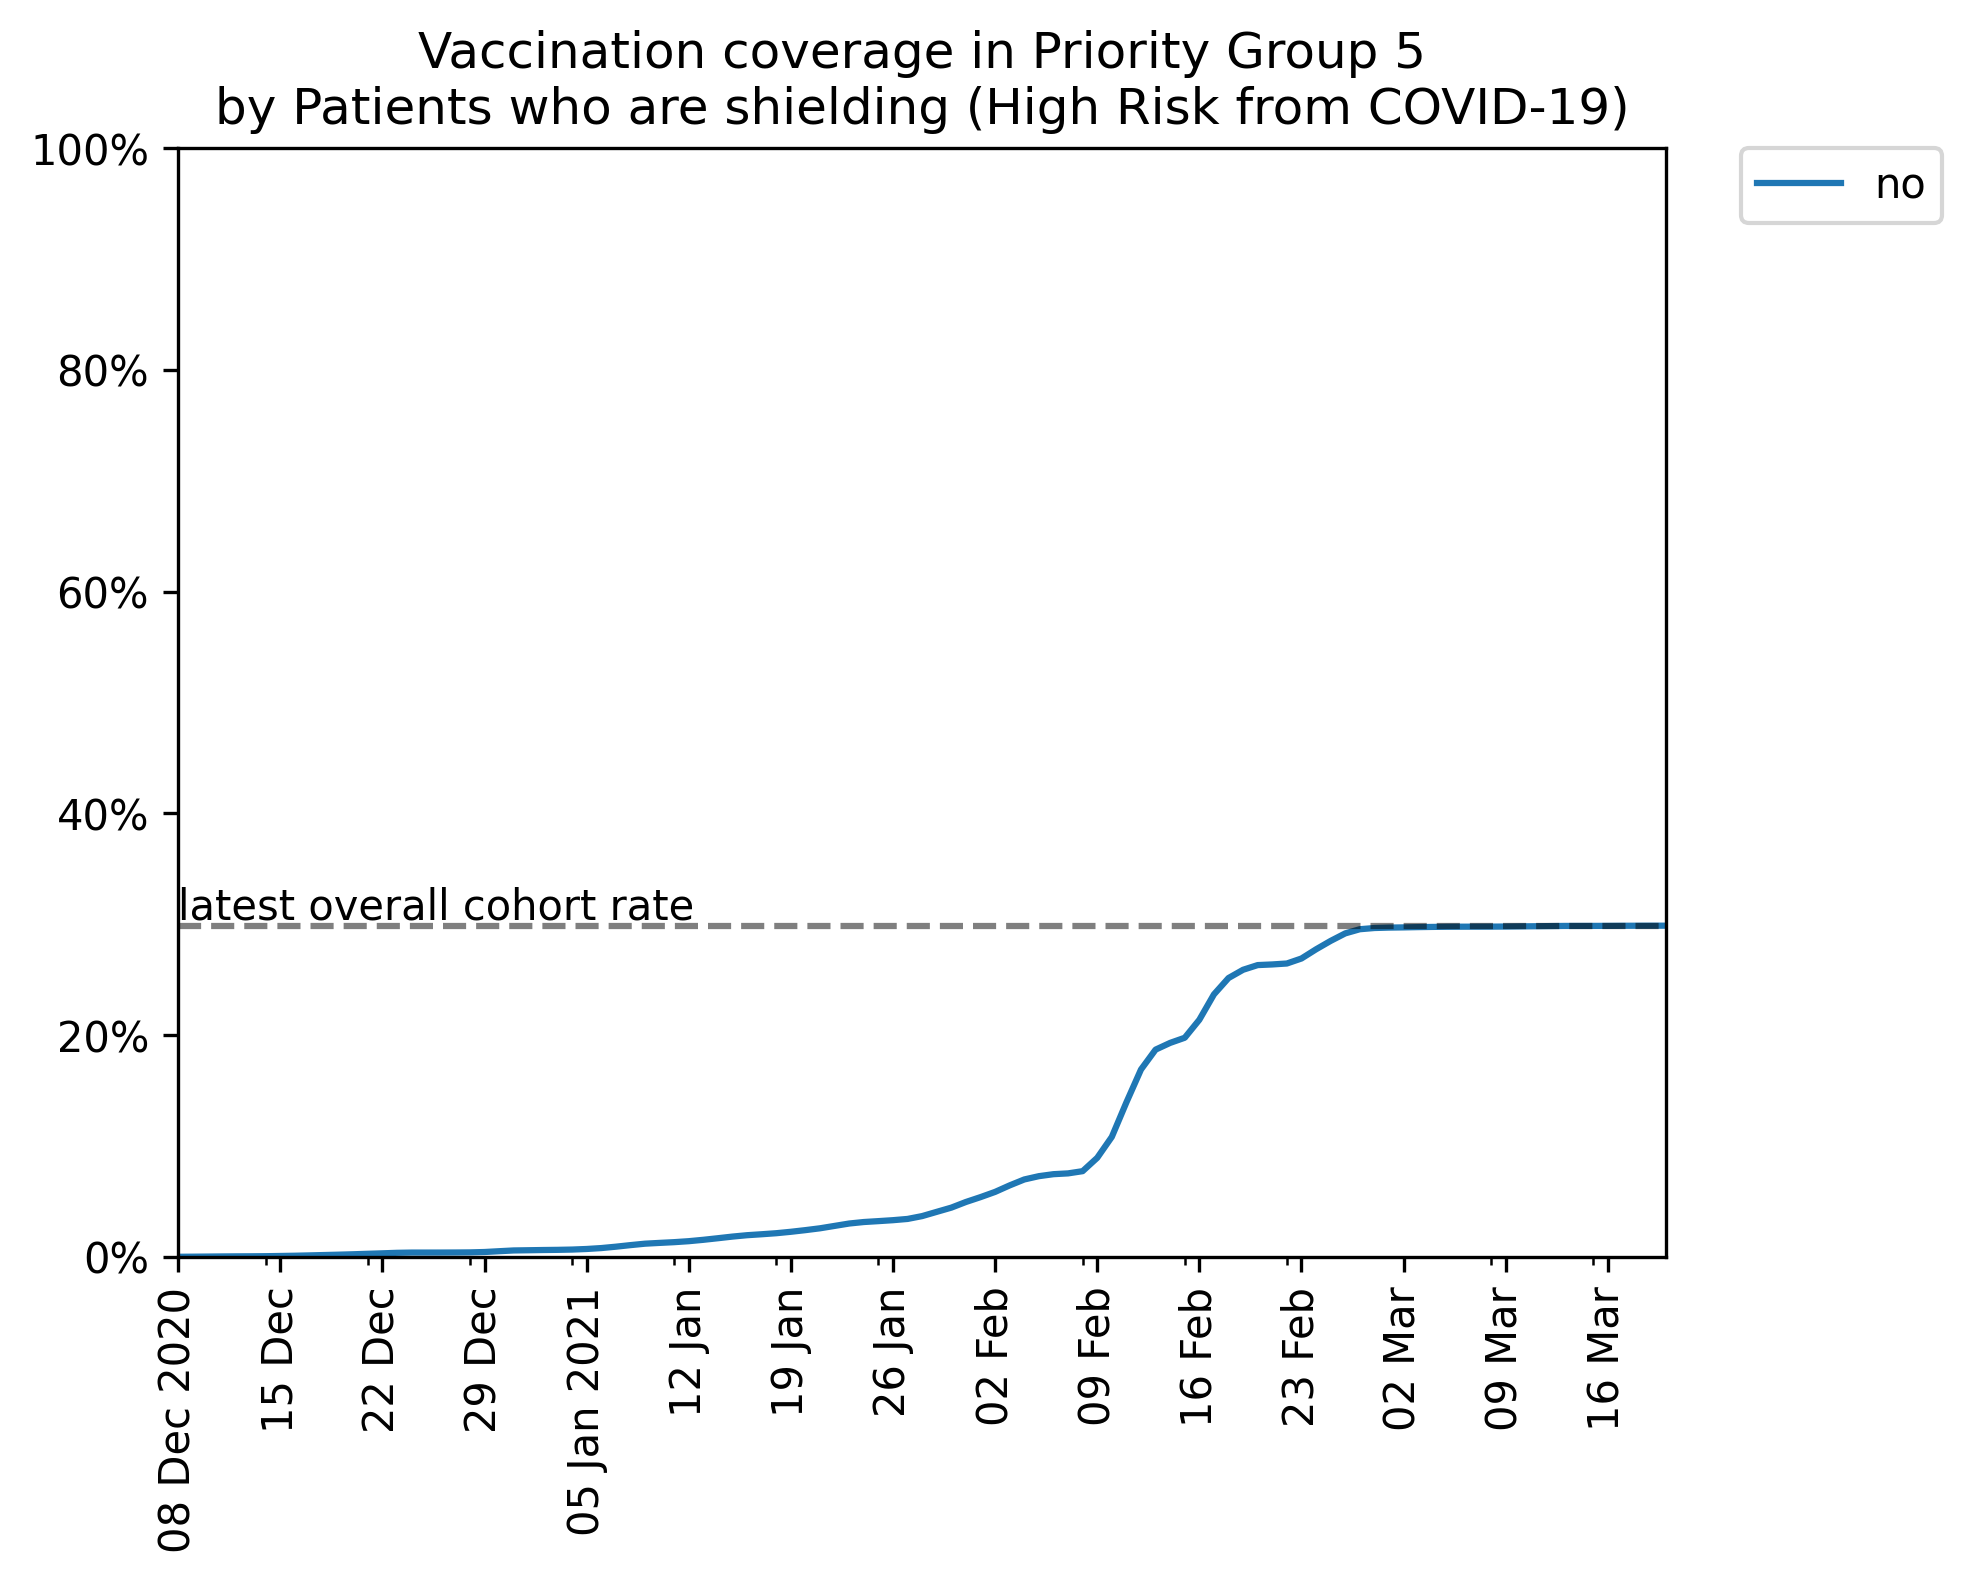 Vaccination coverage in Priority Group 5
by Patients who are shielding (High Risk from COVID-19)
100%
80%
60%
40%
20%
0%
latest overall cohort rate
no
08 Dec 2020
15 Dec
22 Dec
29 Dec
05 Jan 2021
12 Jan
19 Jan
26 Jan
02 Feb
09 Feb
16 Feb
23 Feb
02 Mar
09 Mar
16 Mar